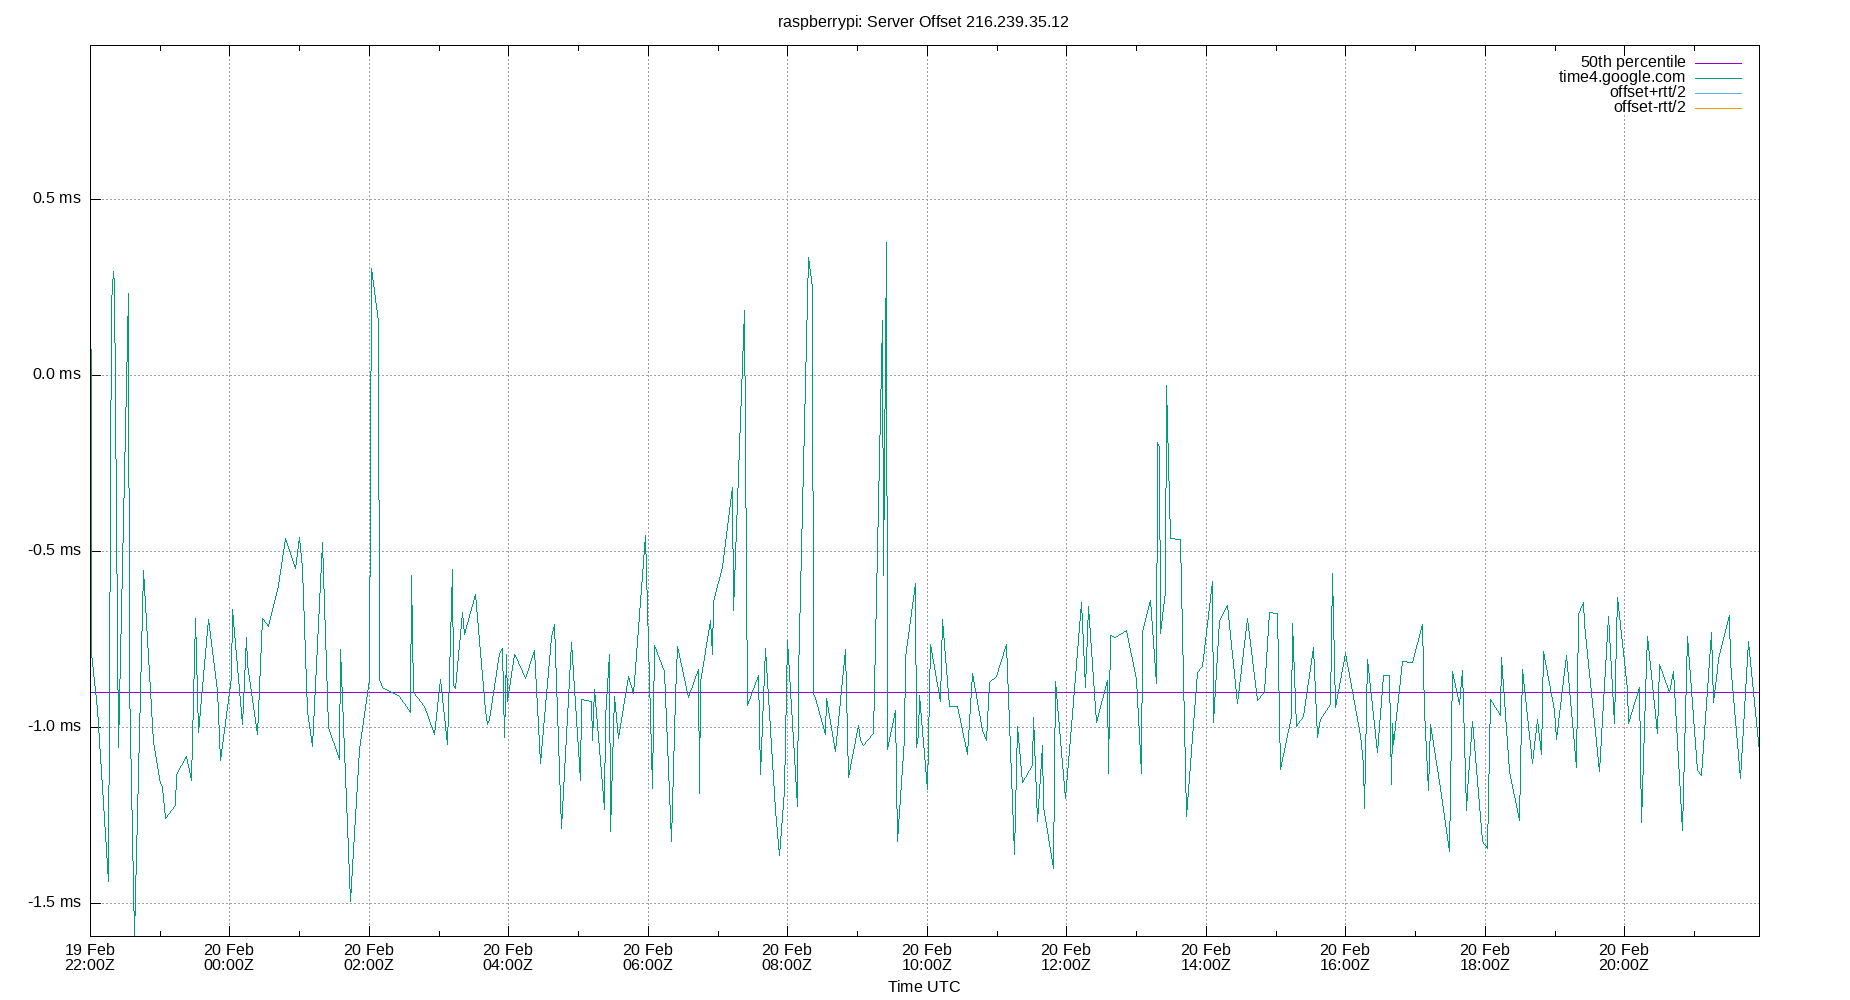 raspberrypi: Server Offset 216.239.35.12
50th percentile
time4.google.com
offset+rtt/2
offset-rtt/2
0.5 ms
0.0 ms
-0.5 ms
-1.0 ms
-1.5 ms
19 Feb 20 Feb 20 Feb 20 Feb 20 Feb 20 Feb 20 Feb 20 Feb 20 Feb 20 Feb 20 Feb 20 Feb
22:00Z 00:00Z 02:00Z 04:00Z 06:00Z 08:00Z 10:00Z 12:00Z 14:00Z 16:00Z 18:00Z 20:00Z
Time UTC